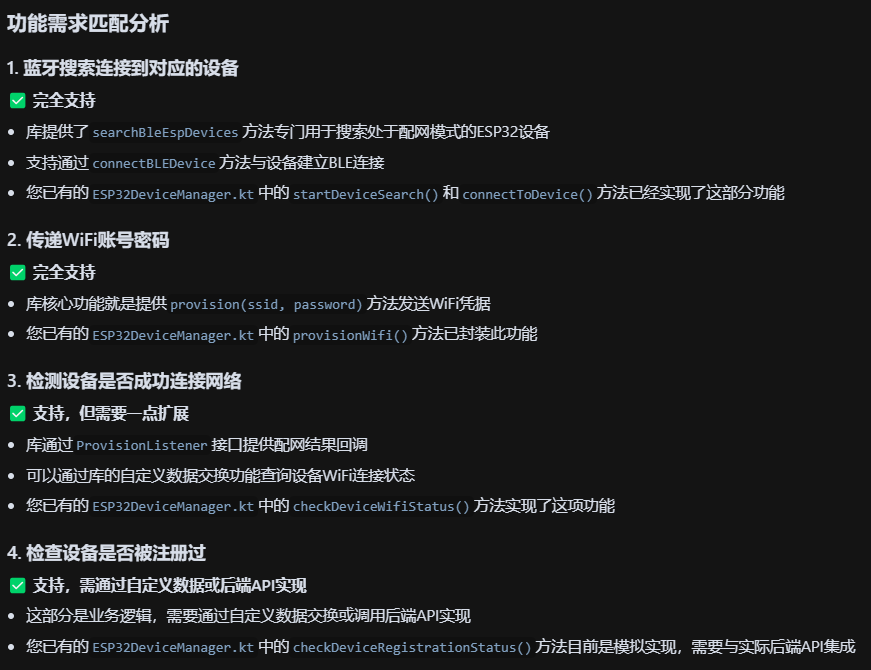 功能需求匹配分析
1. 蓝牙搜索连接到对应的设备
✅ 完全支持
• 库提供了 searchBleEspDevices 方法专门用于搜索处于配网模式的ESP32设备
• 支持通过 connectBLEDevice 方法与设备建立BLE连接
• 您已有的 ESP32DeviceManager.kt 中的 startDeviceSearch() 和 connectToDevice() 方法已经实现了这部分功能
2. 传递WiFi账号密码
✅ 完全支持
• 库核心功能就是提供 provision(ssid, password) 方法发送WiFi凭据
• 您已有的 ESP32DeviceManager.kt 中的 provisionWifi() 方法已封装此功能
3. 检测设备是否成功连接网络
✅ 支持，但需要一点扩展
• 库通过 ProvisionListener 接口提供配网结果回调
• 可以通过库的自定义数据交换功能查询设备WiFi连接状态
• 您已有的 ESP32DeviceManager.kt 中的 checkDeviceWifiStatus() 方法实现了这项功能
4. 检查设备是否被注册过
✅ 支持，需通过自定义数据或后端API实现
• 这部分是业务逻辑，需要通过自定义数据交换或调用后端API实现
• 您已有的 ESP32DeviceManager.kt 中的 checkDeviceRegistrationStatus() 方法目前是模拟实现，需要与实际后端API集成